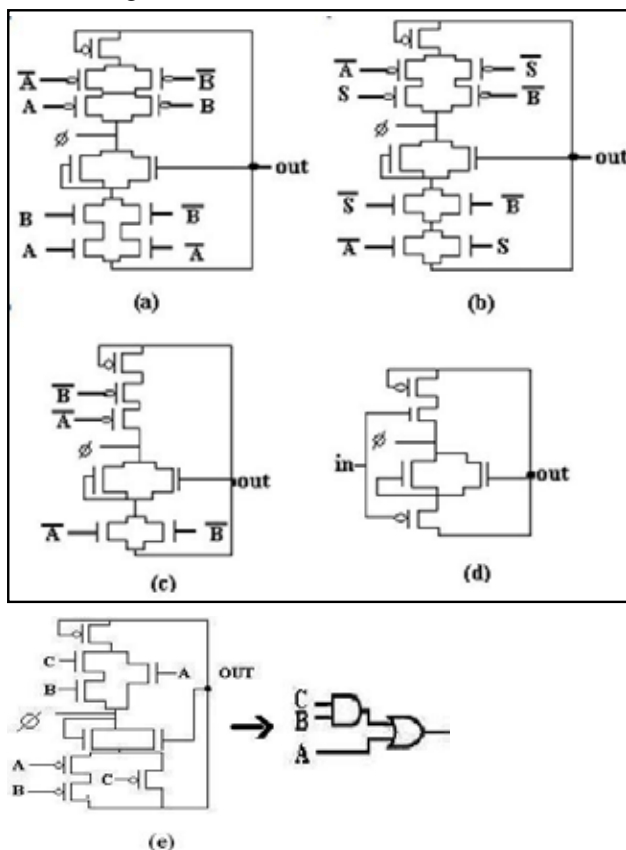 A̅ B̅
A B
ø
out
B B̅
A A̅
(a)
A̅ S̅
S B̅
ø
out
S̅ B̅
A̅ S
(b)
B̅
A̅
ø
out
A̅ B̅
(c)
ø
in out
(d)
C
A OUT
B
ø
A
C
B
(e)
C
B
A